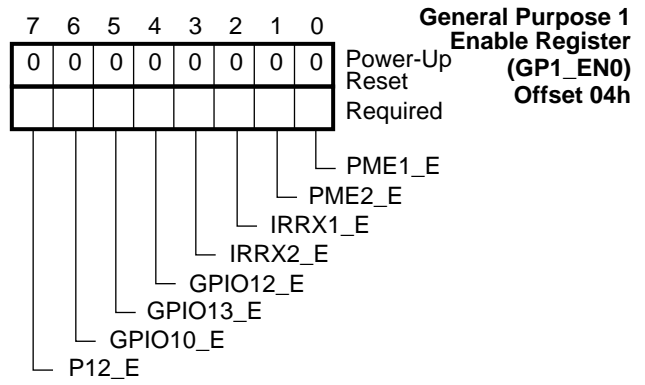 General Purpose 1
Enable Register
(GP1_EN0)
Offset 04h
7 6 5 4 3 2 1 0
0 0 0 0 0 0 0 0 Power-Up
Reset
Required
PME1_E
PME2_E
IRRX1_E
IRRX2_E
GPIO12_E
GPIO13_E
GPIO10_E
P12_E